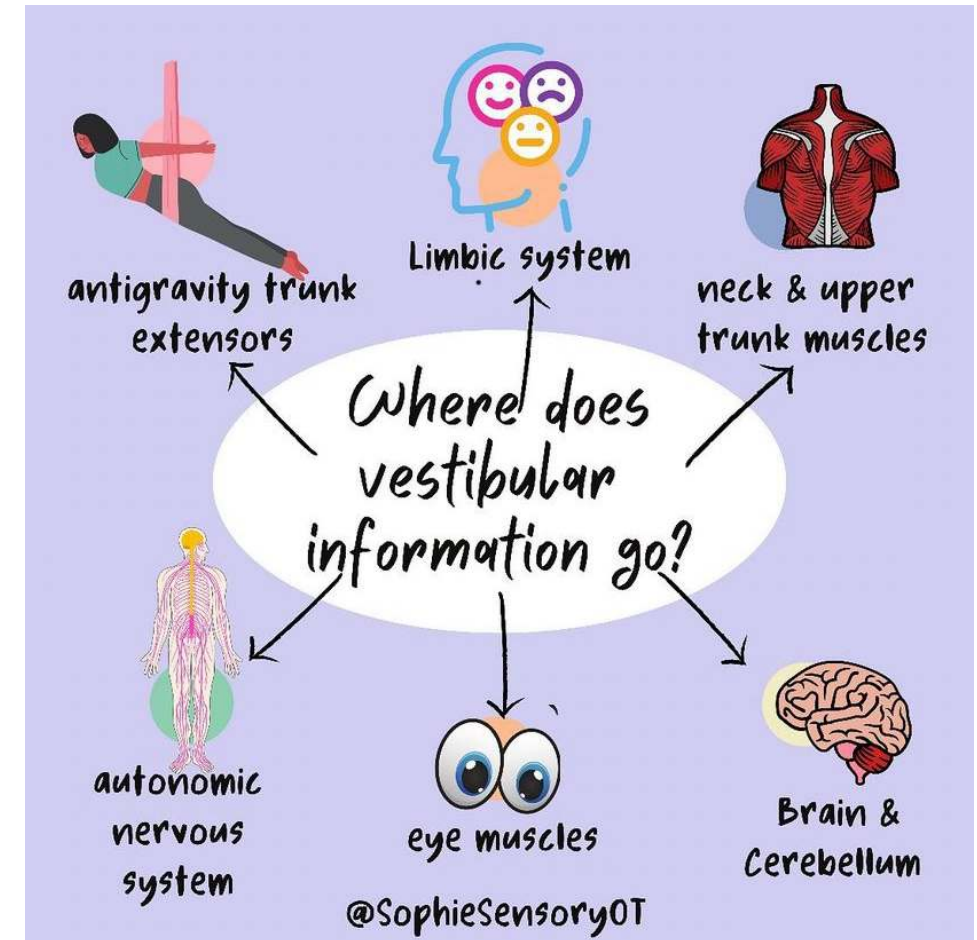 Limbic system
antigravity trunk
extensors
neck & upper
trunk muscles
Where does
vestibular
information go?
autonomic
nervous
system
eye muscles
Brain &
Cerebellum
@SophieSensoryOT